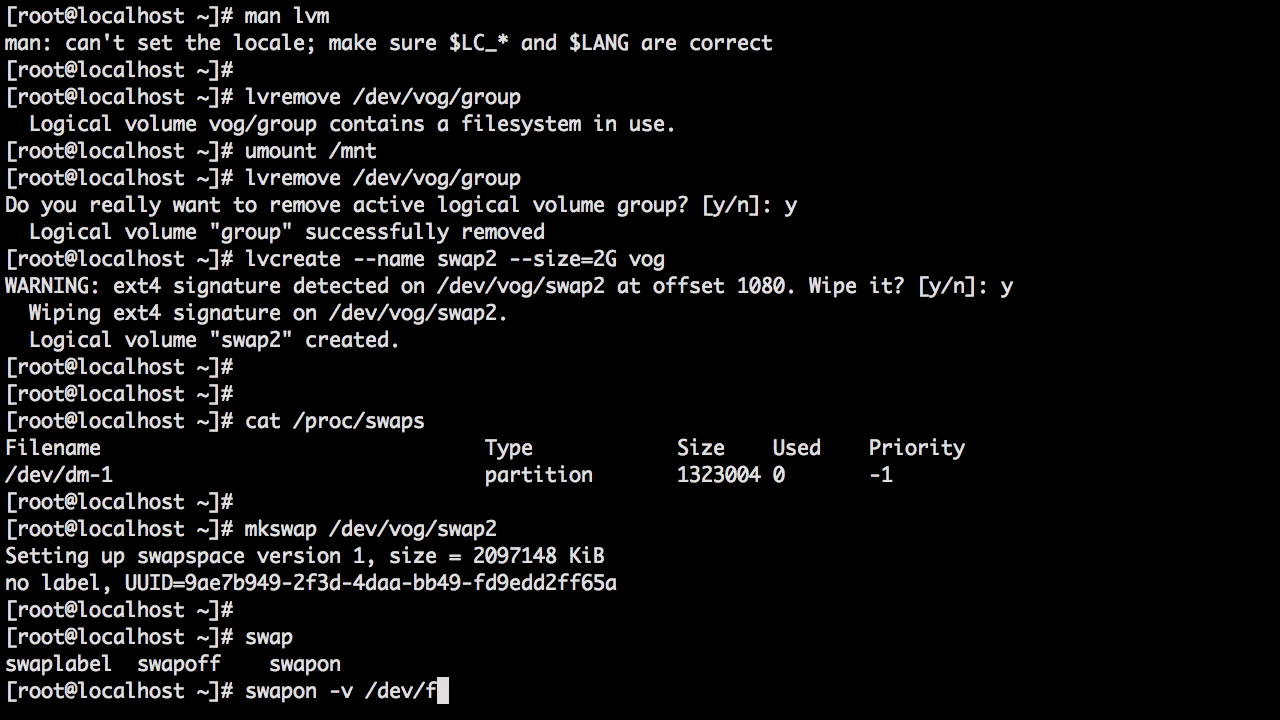 [root@localhost ~]# man lvm
man: can't set the locale; make sure $LC_* and $LANG are correct
[root@localhost ~]#
[root@localhost ~]# lvremove /dev/vog/group
  Logical volume vog/group contains a filesystem in use.
[root@localhost ~]# umount /mnt
[root@localhost ~]# lvremove /dev/vog/group
Do you really want to remove active logical volume group? [y/n]: y
  Logical volume "group" successfully removed
[root@localhost ~]# lvcreate --name swap2 --size=2G vog
WARNING: ext4 signature detected on /dev/vog/swap2 at offset 1080. Wipe it? [y/n]: y
  Wiping ext4 signature on /dev/vog/swap2.
  Logical volume "swap2" created.
[root@localhost ~]#
[root@localhost ~]#
[root@localhost ~]# cat /proc/swaps
Filename                                Type            Size    Used    Priority
/dev/dm-1                               partition       1323004 0       -1
[root@localhost ~]#
[root@localhost ~]# mkswap /dev/vog/swap2
Setting up swapspace version 1, size = 2097148 KiB
no label, UUID=9ae7b949-2f3d-4daa-bb49-fd9edd2ff65a
[root@localhost ~]#
[root@localhost ~]# swap
swaplabel  swapoff    swapon
[root@localhost ~]# swapon -v /dev/f